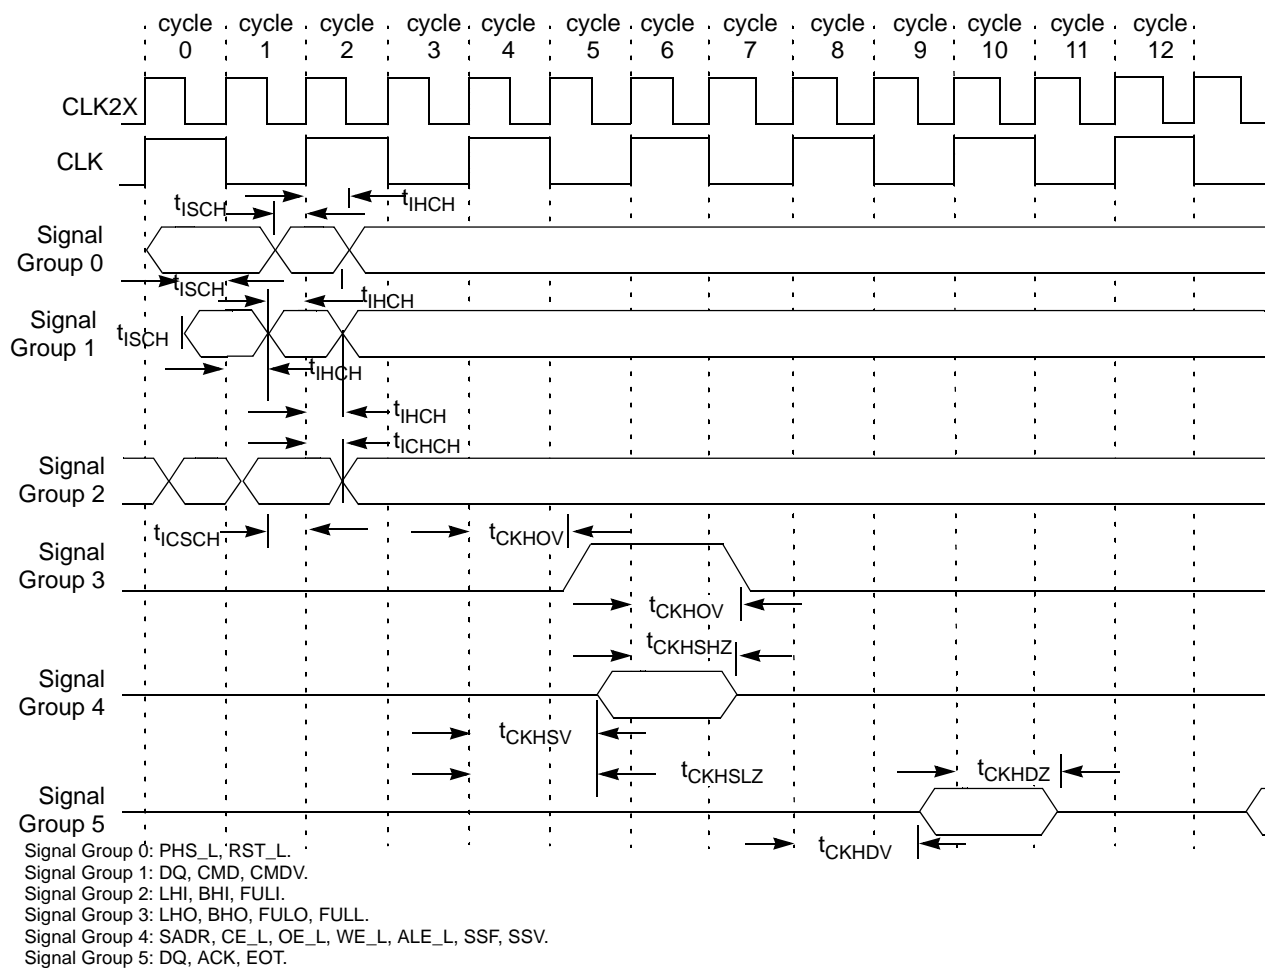 cycle 0 cycle 1 cycle 2 cycle 3 cycle 4 cycle 5 cycle 6 cycle 7 cycle 8 cycle 9 cycle 10 cycle 11 cycle 12
CLK2X
CLK
tISCH tIHCH
Signal
Group 0
tISCH tIHCH
Signal
Group 1
tISCH
tIHCH
tIHCH
tICHCH
Signal
Group 2
tICSCH tCKHOV
Signal
Group 3
tCKHOV
tCKHSHZ
Signal
Group 4
tCKHSV
tCKHSLZ tCKHDZ
Signal
Group 5
tCKHDV
Signal Group 0: PHS_L, RST_L.
Signal Group 1: DQ, CMD, CMDV.
Signal Group 2: LHI, BHI, FULI.
Signal Group 3: LHO, BHO, FULO, FULL.
Signal Group 4: SADR, CE_L, OE_L, WE_L, ALE_L, SSF, SSV.
Signal Group 5: DQ, ACK, EOT.